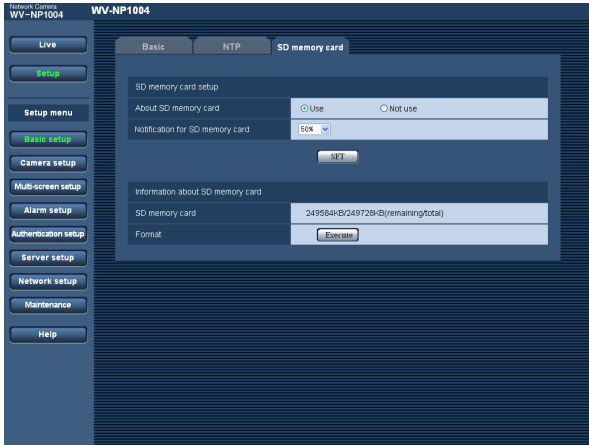 Network Camera
WV-NP1004
WV-NP1004
Live
Setup
Setup menu
Basic setup
Camera setup
Multi-screen setup
Alarm setup
Authentication setup
Server setup
Network setup
Maintenance
Help
Basic NTP SD memory card
SD memory card setup
About SD memory card Use Not use
Notification for SD memory card 50%
SET
Information about SD memory card
SD memory card 249584KB/249728KB(remaining/total)
Format Execute